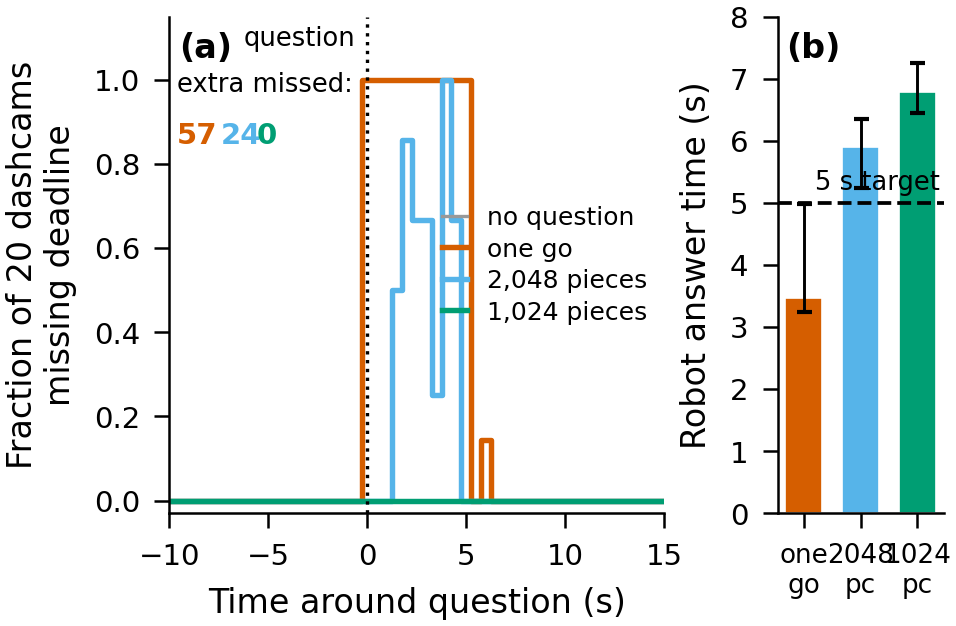 (a) question
extra missed:
57 24 0
1.0
0.8
0.6
0.4
0.2
0.0
Fraction of 20 dashcams
missing deadline
no question
one go
2,048 pieces
1,024 pieces
−10 −5 0 5 10 15
Time around question (s)
(b)
8
7
6
5
4
3
2
1
0
Robot answer time (s)
5 s target
one 2048 1024
go pc pc